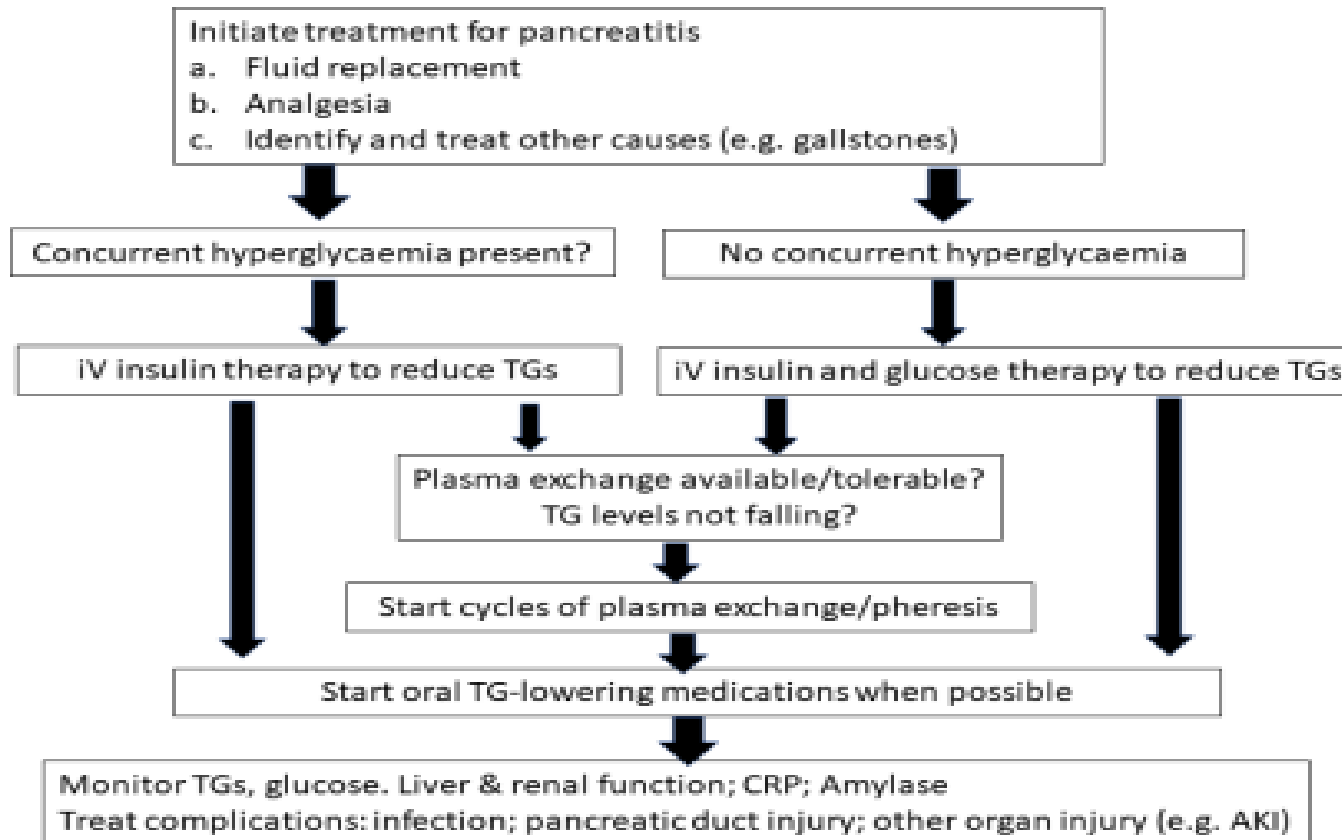 Initiate treatment for pancreatitis
a. Fluid replacement
b. Analgesia
c. Identify and treat other causes (e.g. gallstones)
Concurrent hyperglycaemia present?
No concurrent hyperglycaemia
iV insulin therapy to reduce TGs
iV insulin and glucose therapy to reduce TGs
Plasma exchange available/tolerable?
TG levels not falling?
Start cycles of plasma exchange/pheresis
Start oral TG-lowering medications when possible
Monitor TGs, glucose. Liver & renal function; CRP; Amylase
Treat complications: infection; pancreatic duct injury; other organ injury (e.g. AKI)